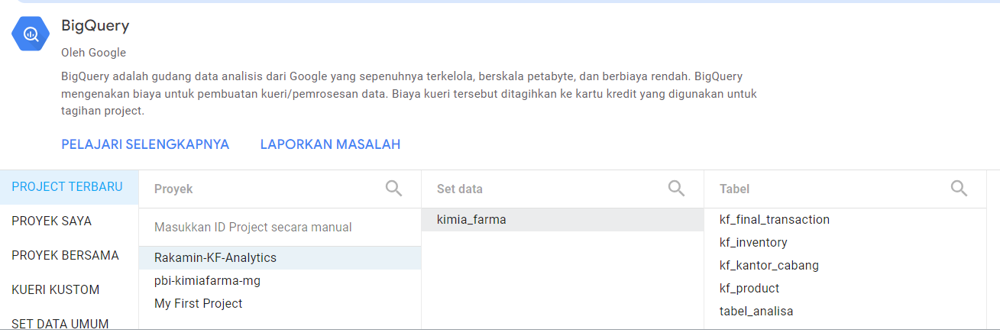 BigQuery
Oleh Google
BigQuery adalah gudang data analisis dari Google yang sepenuhnya terkelola, berskala petabyte, dan berbiaya rendah. BigQuery
mengenakan biaya untuk pembuatan kueri/pemrosesan data. Biaya kueri tersebut ditagihkan ke kartu kredit yang digunakan untuk
tagihan project.
PELAJARI SELENGKAPNYA
LAPORKAN MASALAH
PROJECT TERBARU
PROYEK SAYA
PROYEK BERSAMA
KUERI KUSTOM
SET DATA UMUM
Proyek
Masukkan ID Project secara manual
Rakamin-KF-Analytics
pbi-kimiafarma-mg
My First Project
Set data
kimia_farma
Tabel
kf_final_transaction
kf_inventory
kf_kantor_cabang
kf_product
tabel_analisa